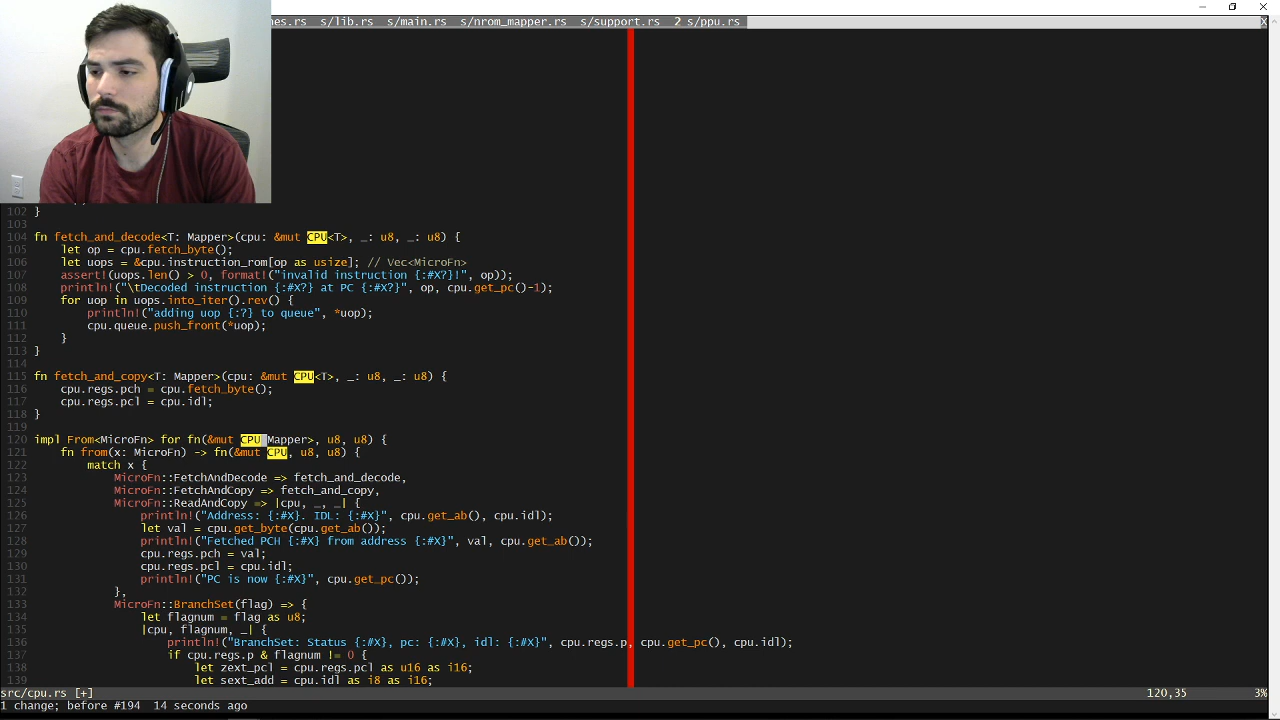 nes.rs s/lib.rs s/main.rs s/nrom_mapper.rs s/support.rs 2 s/ppu.rs X
102 }
103
104 fn fetch_and_decode<T: Mapper>(cpu: &mut CPU<T>, _: u8, _: u8) {
105 let op = cpu.fetch_byte();
106 let uops = &cpu.instruction_rom[op as usize]; // Vec<MicroFn>
107 assert!(uops.len() > 0, format!("invalid instruction {:#X?}!", op));
108 println!("\tDecoded instruction {:#X?} at PC {:#X?}", op, cpu.get_pc()-1);
109 for uop in uops.into_iter().rev() {
110 println!("adding uop {:?} to queue", *uop);
111 cpu.queue.push_front(*uop);
112 }
113 }
114
115 fn fetch_and_copy<T: Mapper>(cpu: &mut CPU<T>, _: u8, _: u8) {
116 cpu.regs.pch = cpu.fetch_byte();
117 cpu.regs.pcl = cpu.idl;
118 }
119
120 impl From<MicroFn> for fn(&mut CPU Mapper>, u8, u8) {
121 fn from(x: MicroFn) -> fn(&mut CPU, u8, u8) {
122 match x {
123 MicroFn::FetchAndDecode => fetch_and_decode,
124 MicroFn::FetchAndCopy => fetch_and_copy,
125 MicroFn::ReadAndCopy => |cpu, _, _| {
126 println!("Address: {:#X}. IDL: {:#X}", cpu.get_ab(), cpu.idl);
127 let val = cpu.get_byte(cpu.get_ab());
128 println!("Fetched PCH {:#X} from address {:#X}", val, cpu.get_ab());
129 cpu.regs.pch = val;
130 cpu.regs.pcl = cpu.idl;
131 println!("PC is now {:#X}", cpu.get_pc());
132 },
133 MicroFn::BranchSet(flag) => {
134 let flagnum = flag as u8;
135 |cpu, flagnum, _| {
136 println!("BranchSet: Status {:#X}, pc: {:#X}, idl: {:#X}", cpu.regs.p, cpu.get_pc(), cpu.idl);
137 if cpu.regs.p & flagnum != 0 {
138 let zext_pcl = cpu.regs.pcl as u16 as i16;
139 let sext_add = cpu.idl as i8 as i16;
src/cpu.rs [+] 120,35 3%
1 change; before #194 14 seconds ago